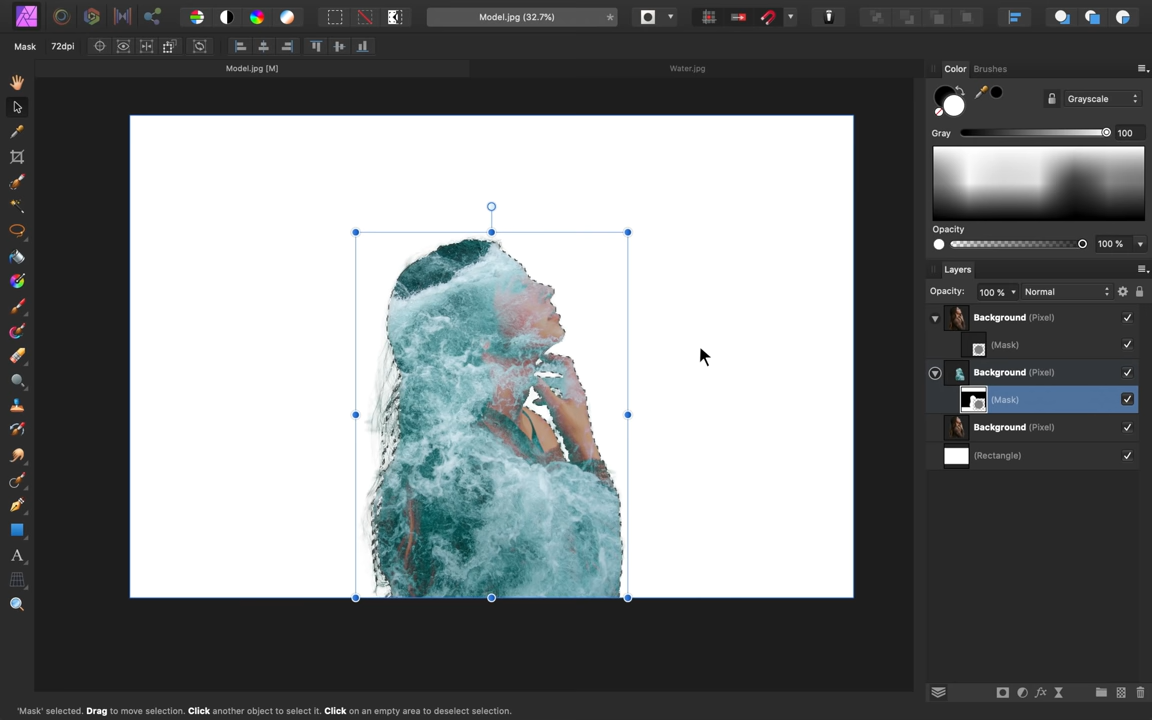 Model.jpg (32.7%)
Mask
72dpi
Model.jpg [M]
Water.jpg
Color
Brushes
Grayscale
Gray
100
Opacity
100 %
Layers
Opacity:
100 %
Normal
Background (Pixel)
(Mask)
Background (Pixel)
(Mask)
Background (Pixel)
(Rectangle)
'Mask' selected. Drag to move selection. Click another object to select it. Click on an empty area to deselect selection.